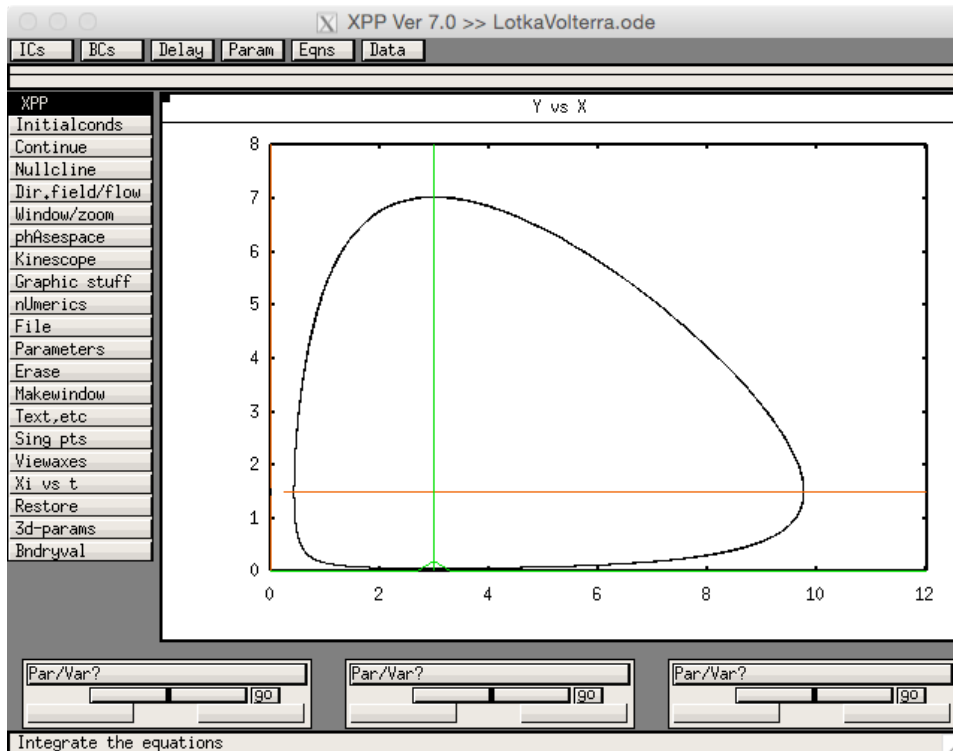 XPP Ver 7.0 >> LotkaVolterra.ode
ICs BCs Delay Param Eqns Data
XPP
Y vs X
Initialconds
Continue
Nullcline
Dir.field/flow
Window/zoom
phAsespace
Kinescope
Graphic stuff
nUmerics
File
Parameters
Erase
Makewindow
Text,etc
Sing pts
Viewaxes
Xi vs t
Restore
3d-params
Bndryval
8
7
6
5
4
3
2
1
0
0 2 4 6 8 10 12
Par/Var? Par/Var? Par/Var?
go go go
Integrate the equations